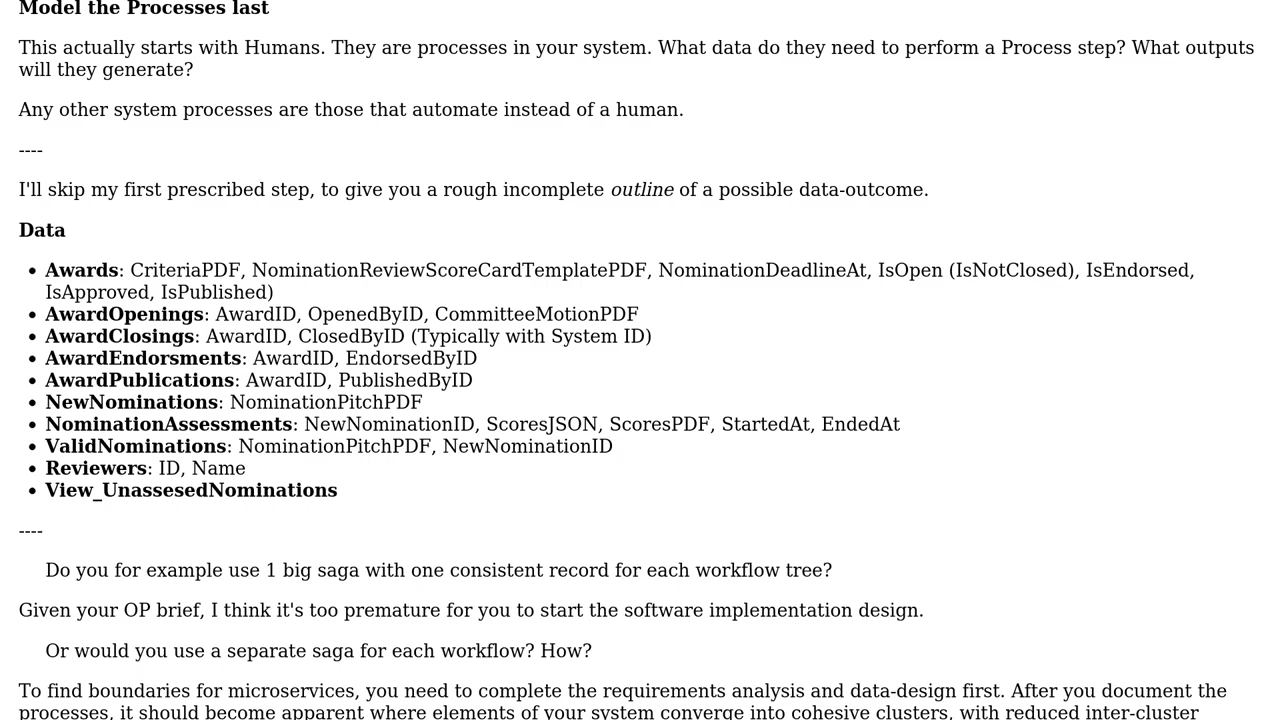 Model the Processes last
This actually starts with Humans. They are processes in your system. What data do they need to perform a Process step? What outputs
will they generate?
Any other system processes are those that automate instead of a human.
----
I'll skip my first prescribed step, to give you a rough incomplete outline of a possible data-outcome.
Data
• Awards: CriteriaPDF, NominationReviewScoreCardTemplatePDF, NominationDeadlineAt, IsOpen (IsNotClosed), IsEndorsed,
IsApproved, IsPublished)
• AwardOpenings: AwardID, OpenedByID, CommitteeMotionPDF
• AwardClosings: AwardID, ClosedByID (Typically with System ID)
• AwardEndorsments: AwardID, EndorsedByID
• AwardPublications: AwardID, PublishedByID
• NewNominations: NominationPitchPDF
• NominationAssessments: NewNominationID, ScoresJSON, ScoresPDF, StartedAt, EndedAt
• ValidNominations: NominationPitchPDF, NewNominationID
• Reviewers: ID, Name
• View_UnassesedNominations
----
Do you for example use 1 big saga with one consistent record for each workflow tree?
Given your OP brief, I think it's too premature for you to start the software implementation design.
Or would you use a separate saga for each workflow? How?
To find boundaries for microservices, you need to complete the requirements analysis and data-design first. After you document the
processes, it should become apparent where elements of your system converge into cohesive clusters, with reduced inter-cluster